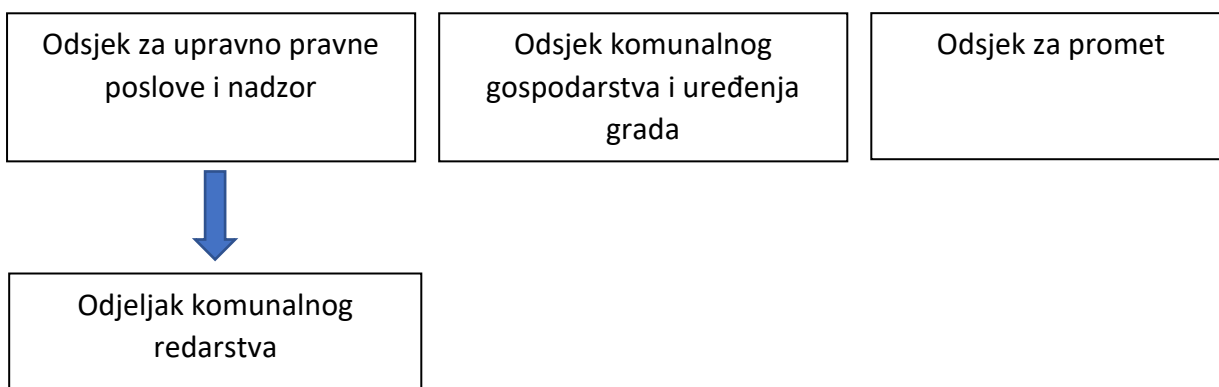 Odsjek za upravno pravne
poslove i nadzor
Odsjek komunalnog
gospodarstva i uređenja
grada
Odsjek za promet
Odjeljak komunalnog
redarstva